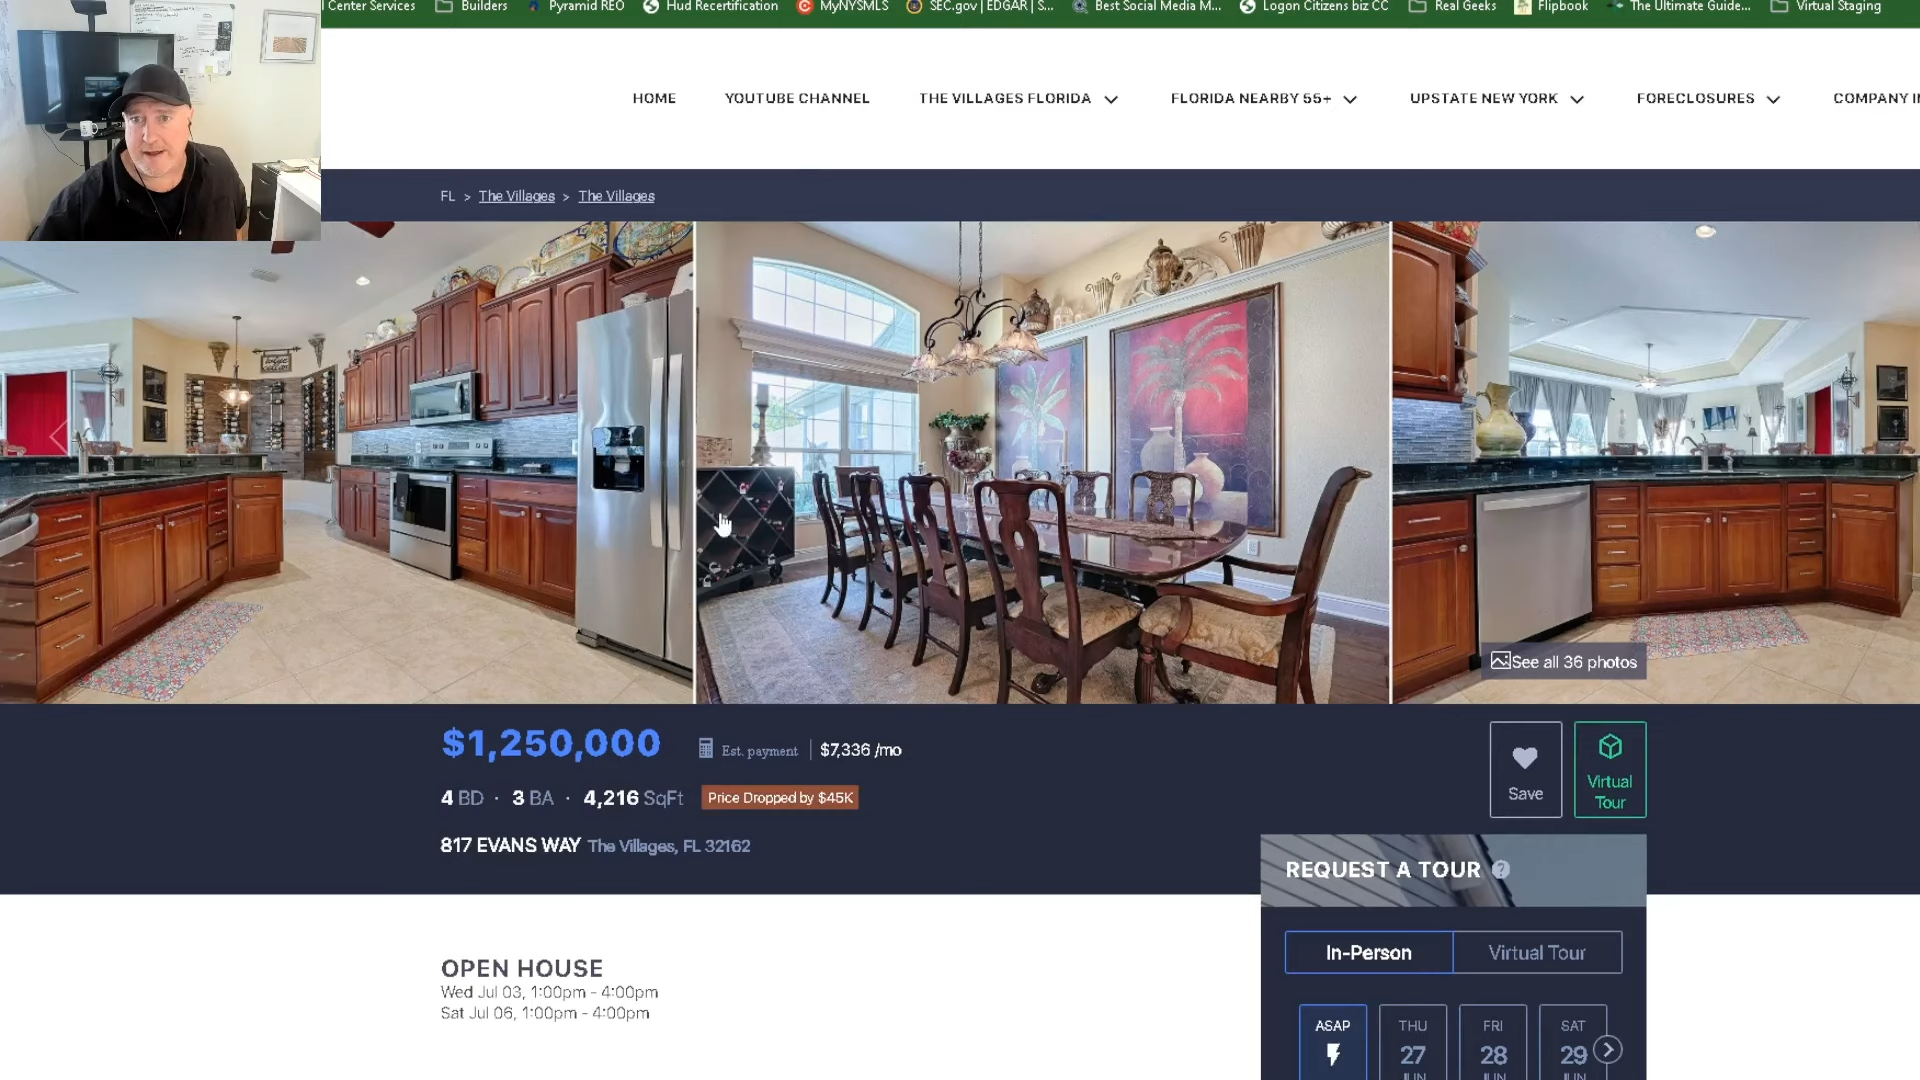 Center Services
Builders
Pyramid REO
Hud Recertification
MyNYSMLS
SEC.gov | EDGAR | S...
Best Social Media M...
Logon Citizens biz CC
Real Geeks
Flipbook
The Ultimate Guide...
Virtual Staging
HOME
YOUTUBE CHANNEL
THE VILLAGES FLORIDA
FLORIDA NEARBY 55+
UPSTATE NEW YORK
FORECLOSURES
COMPANY IN
FL > The Villages > The Villages
See all 36 photos
$1,250,000
Est. payment | $7,336 /mo
4 BD · 3 BA · 4,216 SqFt
Price Dropped by $45K
817 EVANS WAY The Villages, FL 32162
Save
Virtual
Tour
REQUEST A TOUR ?
In-Person
Virtual Tour
OPEN HOUSE
Wed Jul 03, 1:00pm - 4:00pm
Sat Jul 06, 1:00pm - 4:00pm
ASAP
THU
27
JUN
FRI
28
JUN
SAT
29
JUN